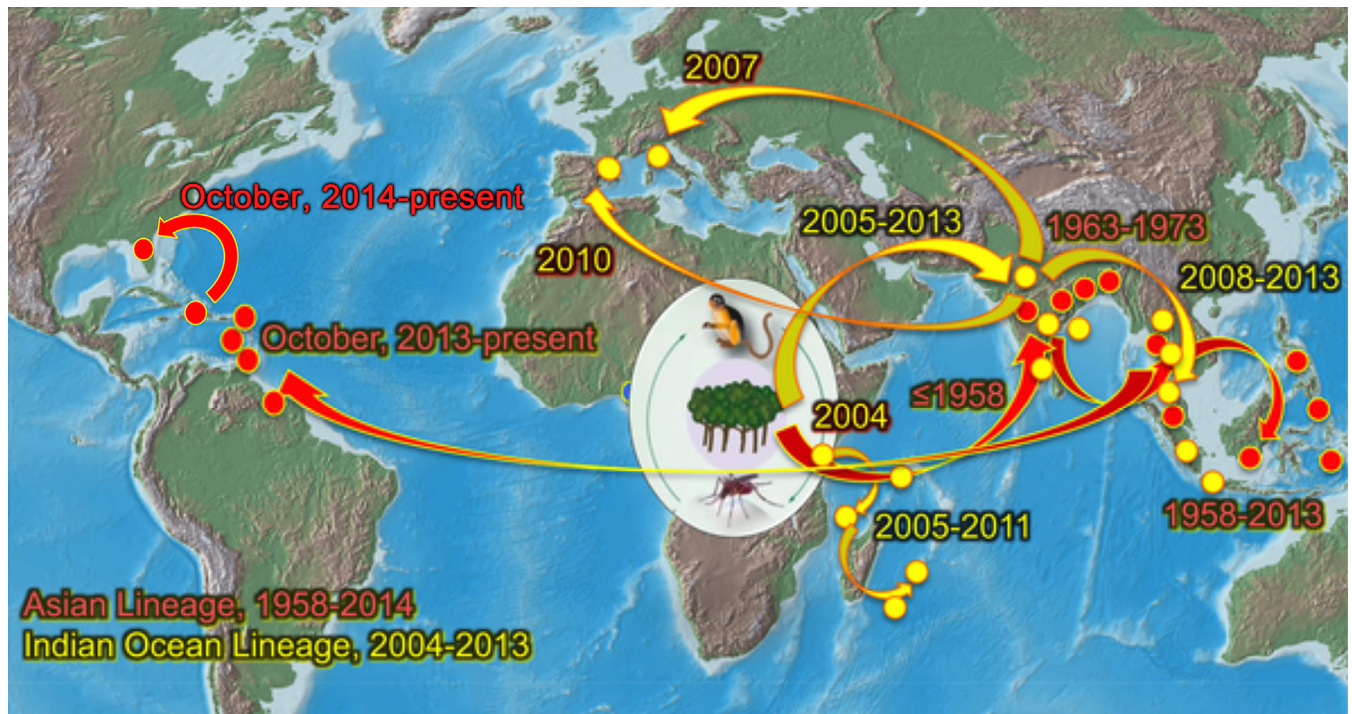 2007
October, 2014-present
2005-2013
1963-1973
2010
2008-2013
October, 2013-present
≤1958
2004
1958-2013
2005-2011
Asian Lineage, 1958-2014
Indian Ocean Lineage, 2004-2013